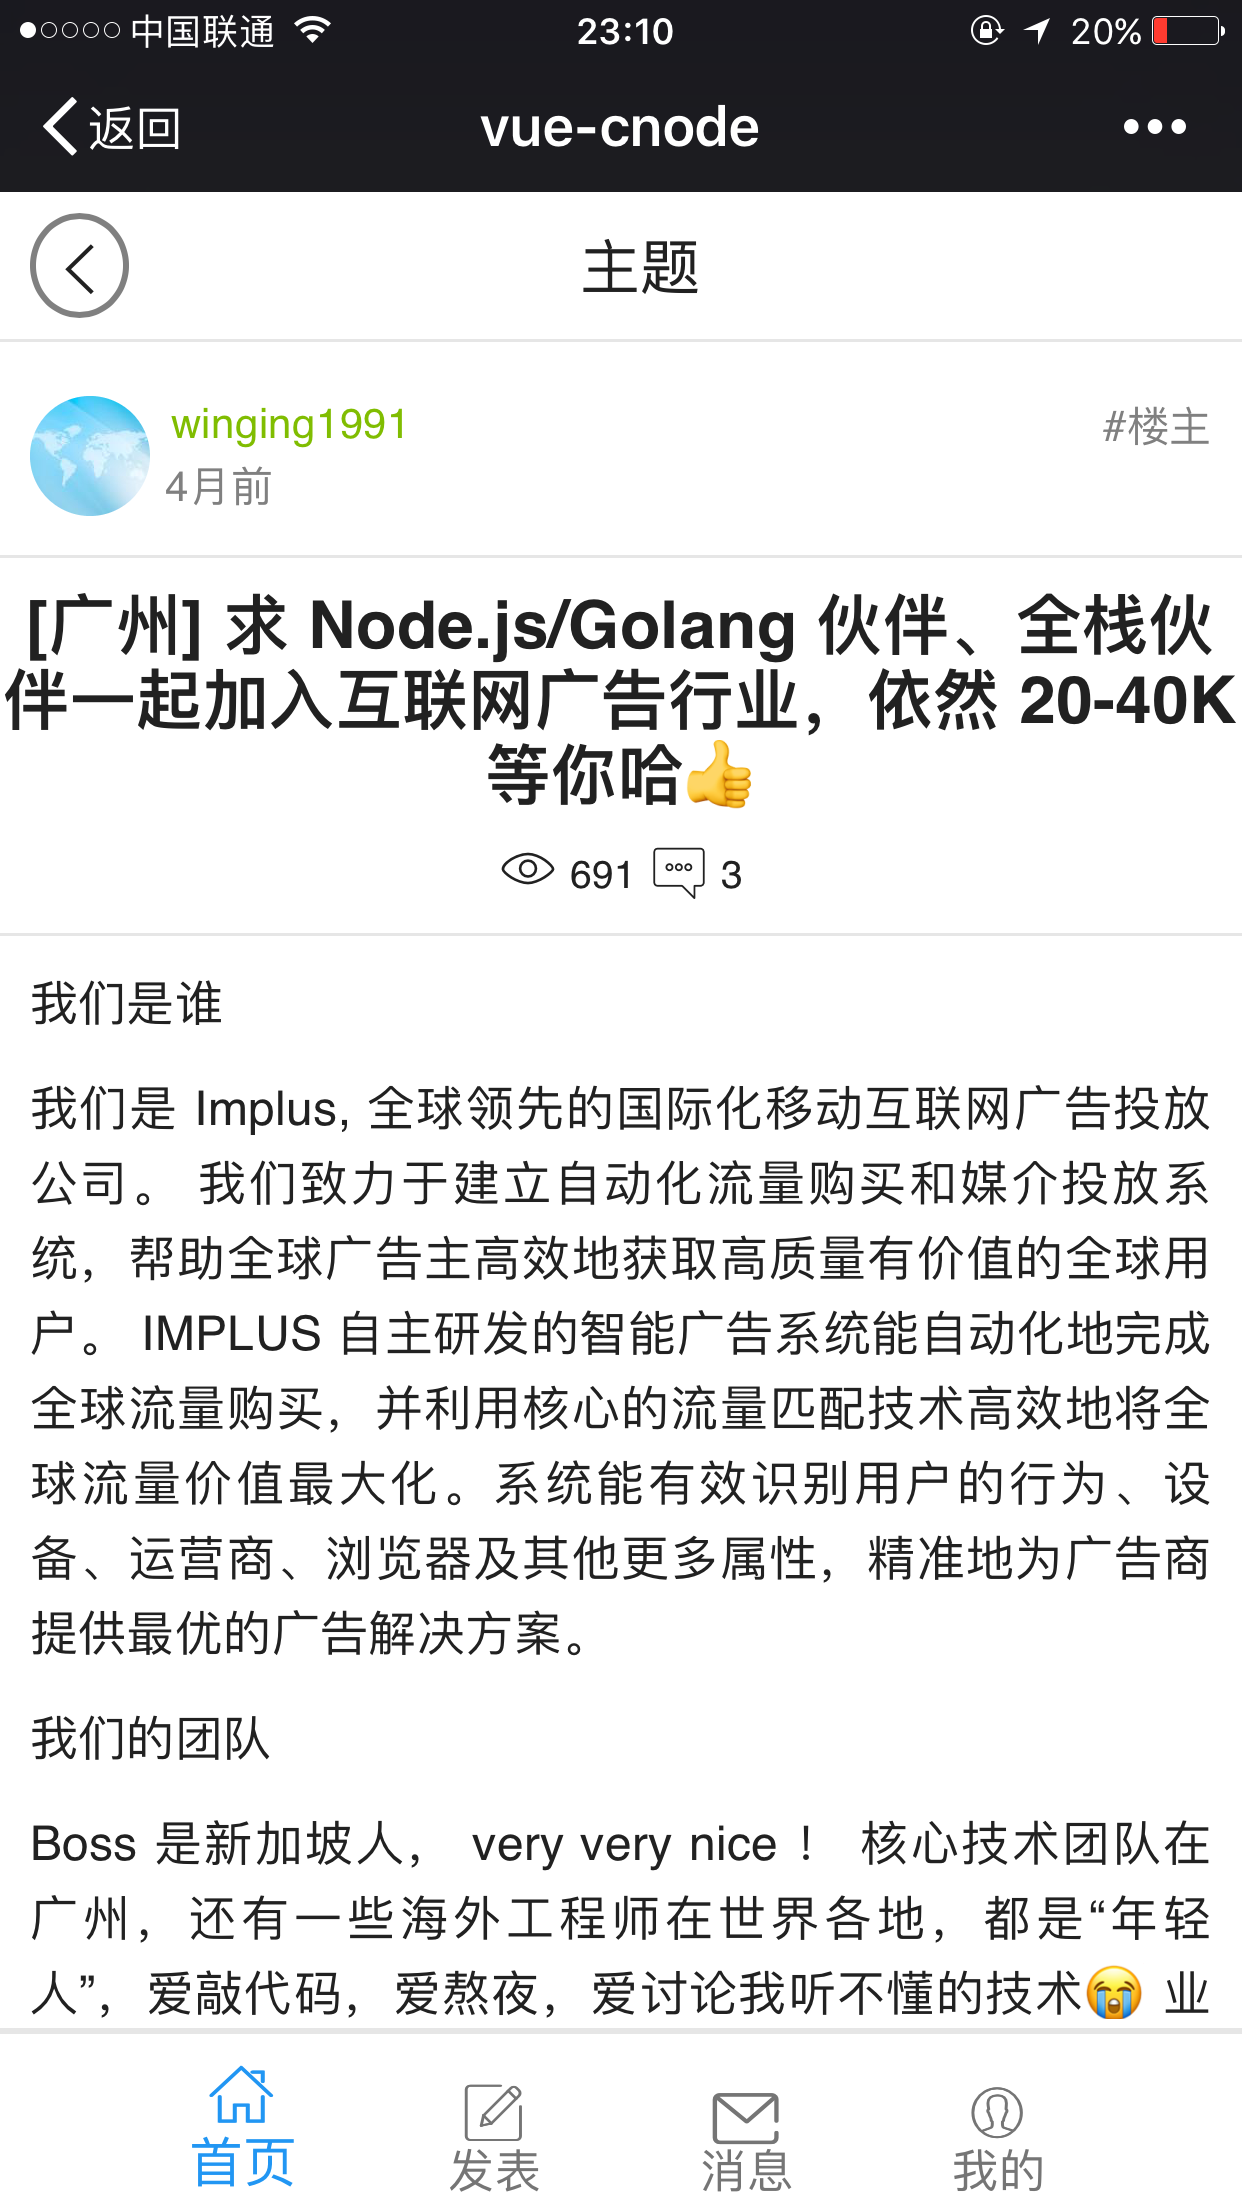 中国联通 23:10 20%
返回 vue-cnode
主题
winging1991 #楼主
4月前
[广州] 求 Node.js/Golang 伙伴、全栈伙
伴一起加入互联网广告行业，依然 20-40K
等你哈👍
691 3
我们是谁
我们是 Implus, 全球领先的国际化移动互联网广告投放
公司。 我们致力于建立自动化流量购买和媒介投放系
统，帮助全球广告主高效地获取高质量有价值的全球用
户。 IMPLUS 自主研发的智能广告系统能自动化地完成
全球流量购买，并利用核心的流量匹配技术高效地将全
球流量价值最大化。系统能有效识别用户的行为、设
备、运营商、浏览器及其他更多属性，精准地为广告商
提供最优的广告解决方案。
我们的团队
Boss 是新加坡人， very very nice ！ 核心技术团队在
广州，还有一些海外工程师在世界各地，都是“年轻
人”，爱敲代码，爱熬夜，爱讨论我听不懂的技术😭 业
首页 发表 消息 我的